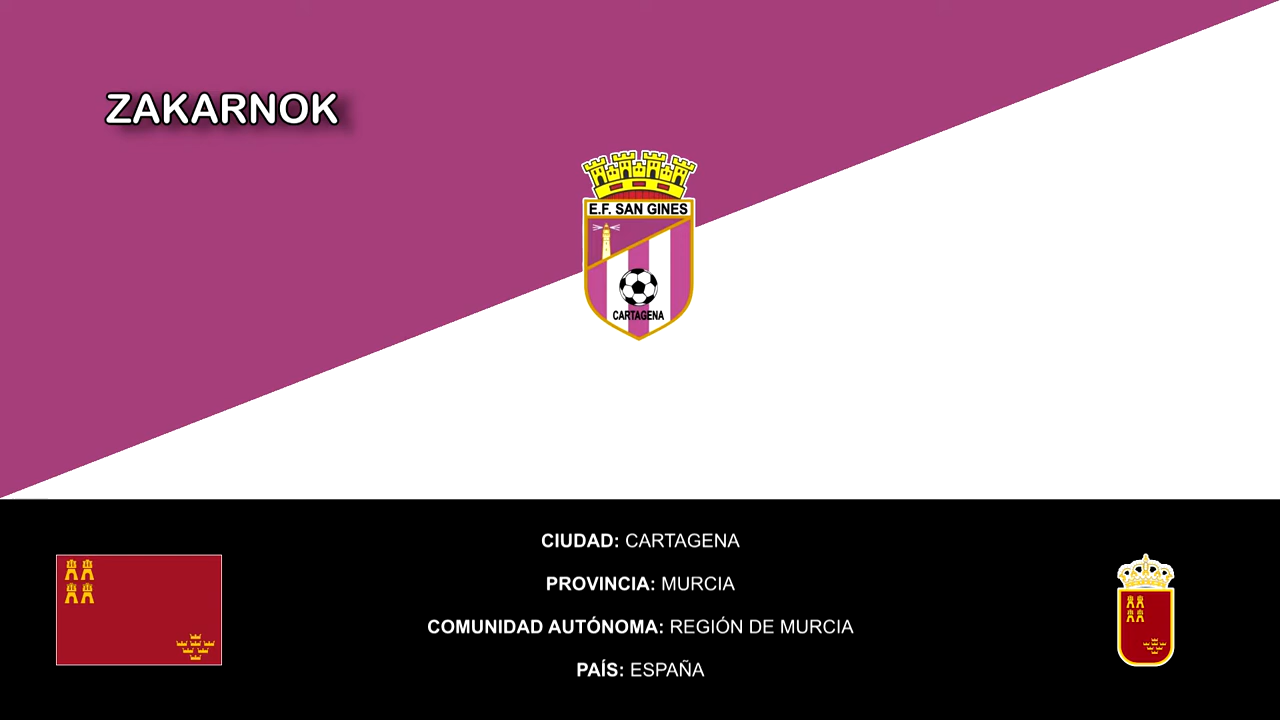 ZAKARNOK
E.F. SAN GINES
CARTAGENA
CIUDAD: CARTAGENA
PROVINCIA: MURCIA
COMUNIDAD AUTÓNOMA: REGIÓN DE MURCIA
PAÍS: ESPAÑA